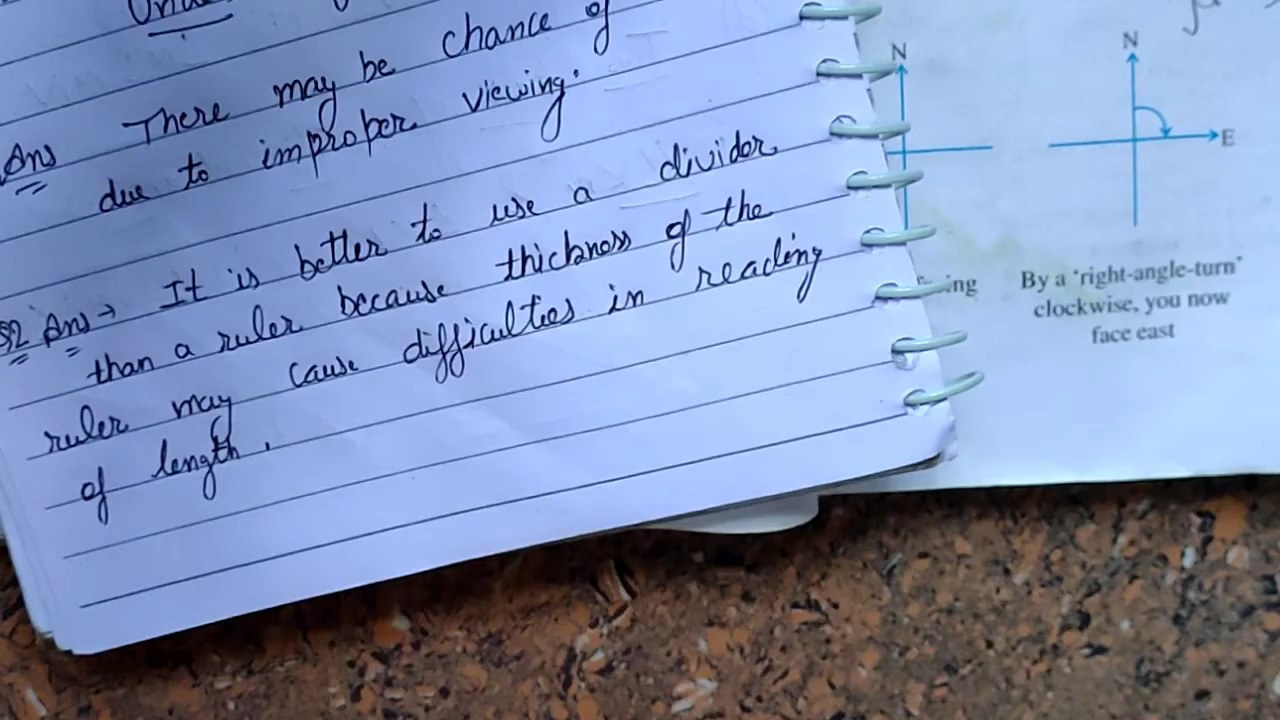 There may be chance of
Ans
due to improper viewing.
Q2 Ans → It is better to use a divider
than a ruler because thickness of the
ruler may cause difficulties in reading
of length.
N
N
E
By a 'right-angle-turn'
clockwise, you now
face east